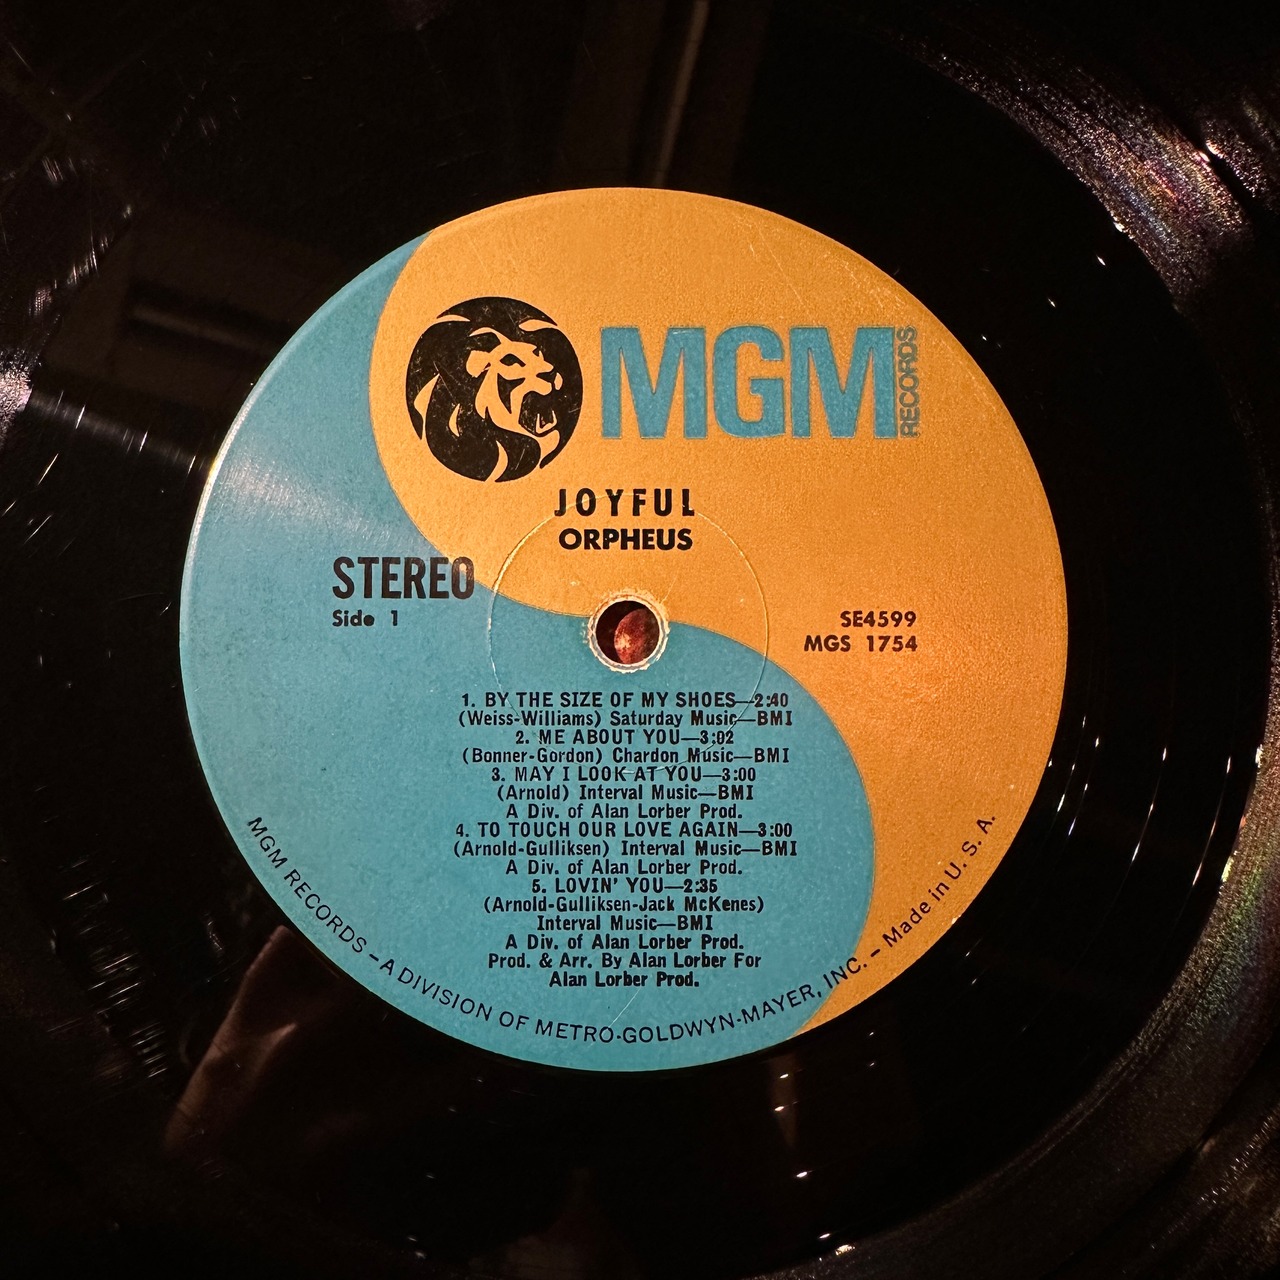 MGM RECORDS
JOYFUL
ORPHEUS
STEREO
Side 1
SE4599
MGS 1754
1. BY THE SIZE OF MY SHOES—2:40
(Weiss-Williams) Saturday Music—BMI
2. ME ABOUT YOU—3:02
(Bonner-Gordon) Chardon Music—BMI
3. MAY I LOOK AT YOU—3:00
(Arnold) Interval Music—BMI
A Div. of Alan Lorber Prod.
4. TO TOUCH OUR LOVE AGAIN—3:00
(Arnold-Gulliksen) Interval Music—BMI
A Div. of Alan Lorber Prod.
5. LOVIN' YOU—2:35
(Arnold-Gulliksen-Jack McKenes)
Interval Music—BMI
A Div. of Alan Lorber Prod.
Prod. & Arr. By Alan Lorber For
Alan Lorber Prod.
MGM RECORDS – A DIVISION OF METRO-GOLDWYN-MAYER, INC. – Made in U. S. A.